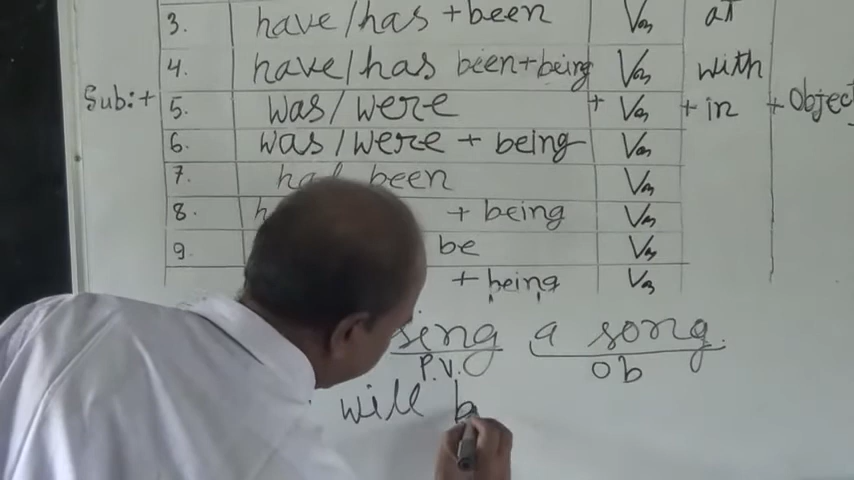 3. have/has + been V₃ at
4. have/has been + being V₃ with
Sub: + 5. was/were + V₃ + in + Object
6. was/were + being V₃
7. had been V₃
8. h + being V₃
9. be V₃
+ being V₃
sing a song.
P.V. Ob
will b